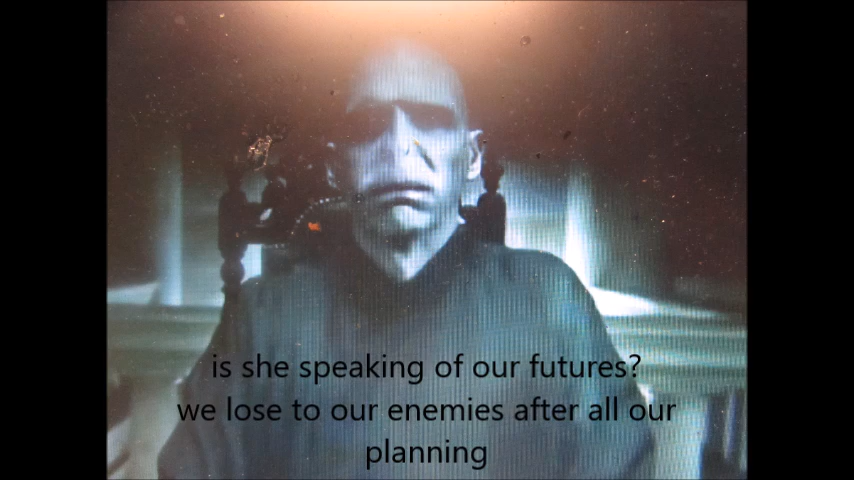 is she speaking of our futures?
we lose to our enemies after all our
planning